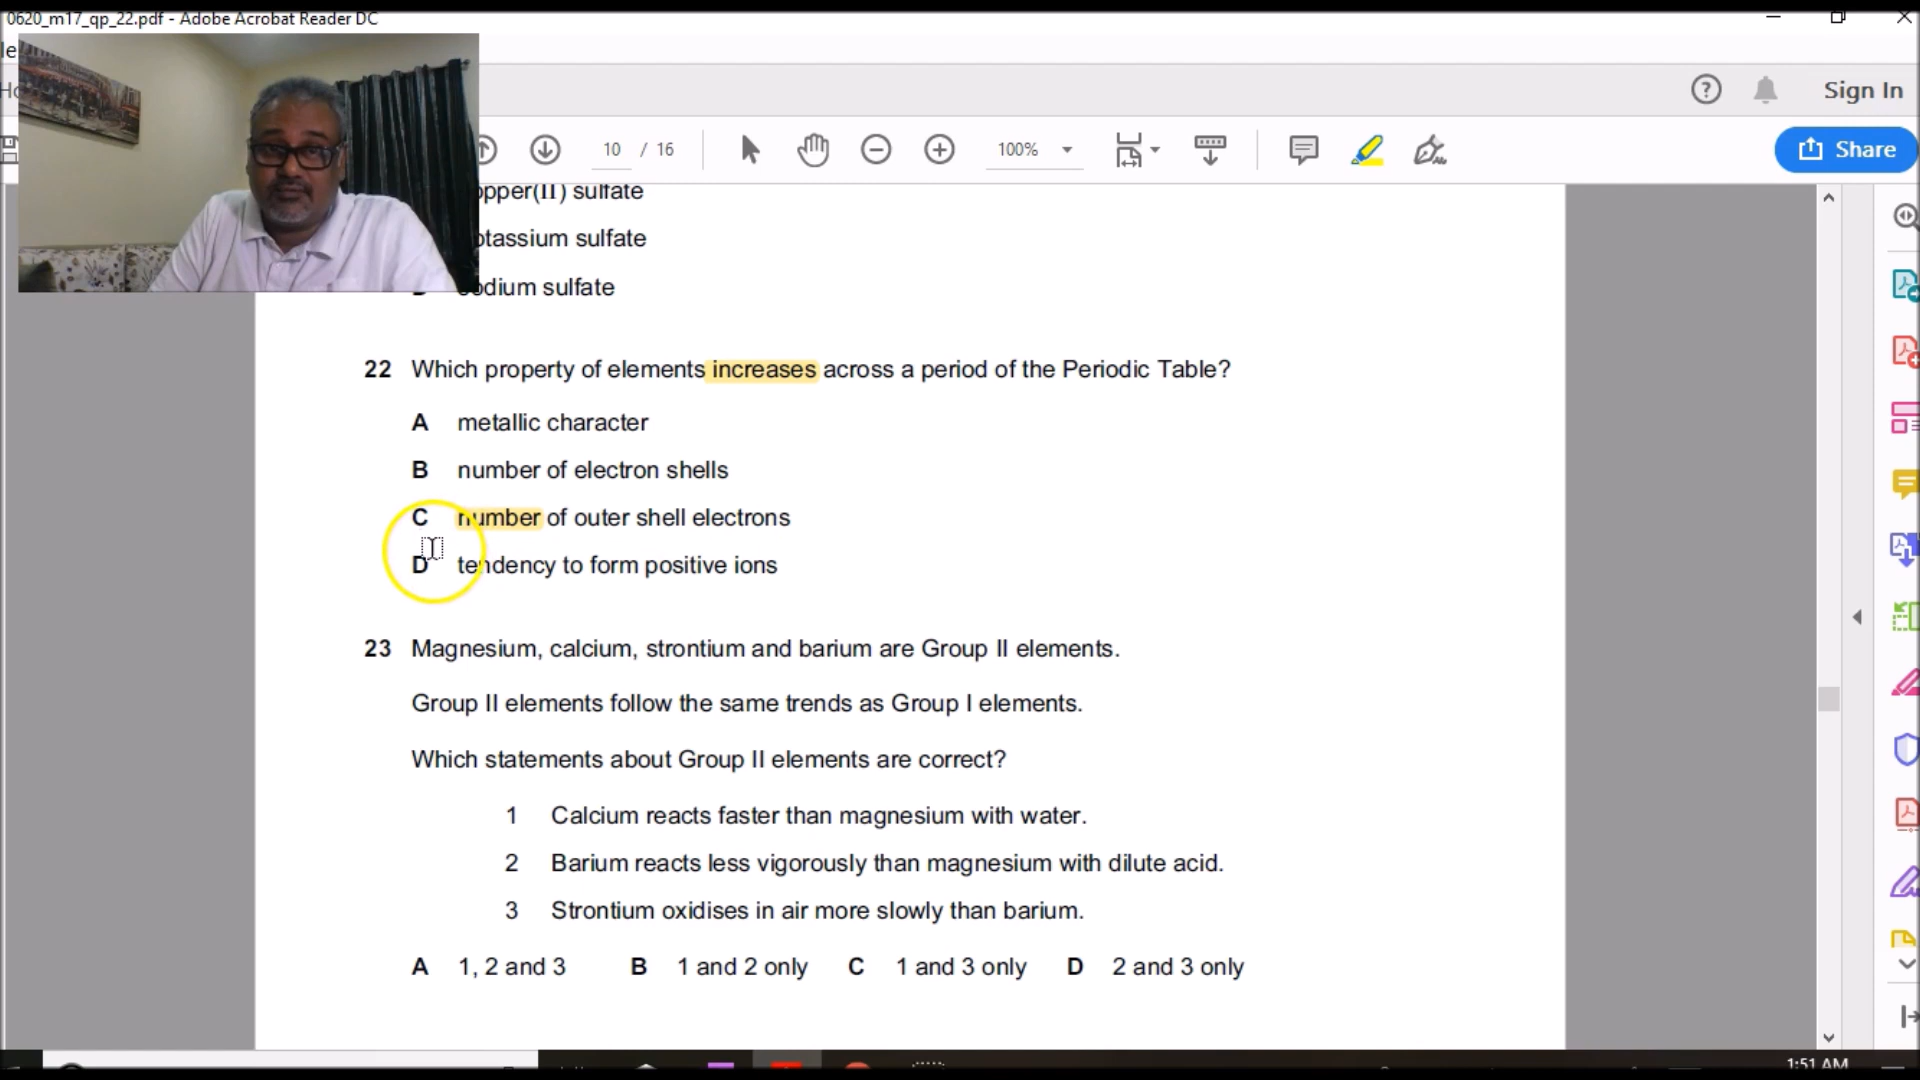 0620_m17_qp_22.pdf - Adobe Acrobat Reader DC
Sign In
10 / 16
100%
Share
sulfate
sulfate
sulfate
22 Which property of elements increases across a period of the Periodic Table?
A metallic character
B number of electron shells
C number of outer shell electrons
D tendency to form positive ions
23 Magnesium, calcium, strontium and barium are Group II elements.
Group II elements follow the same trends as Group I elements.
Which statements about Group II elements are correct?
1 Calcium reacts faster than magnesium with water.
2 Barium reacts less vigorously than magnesium with dilute acid.
3 Strontium oxidises in air more slowly than barium.
A 1, 2 and 3 B 1 and 2 only C 1 and 3 only D 2 and 3 only
1:51 AM